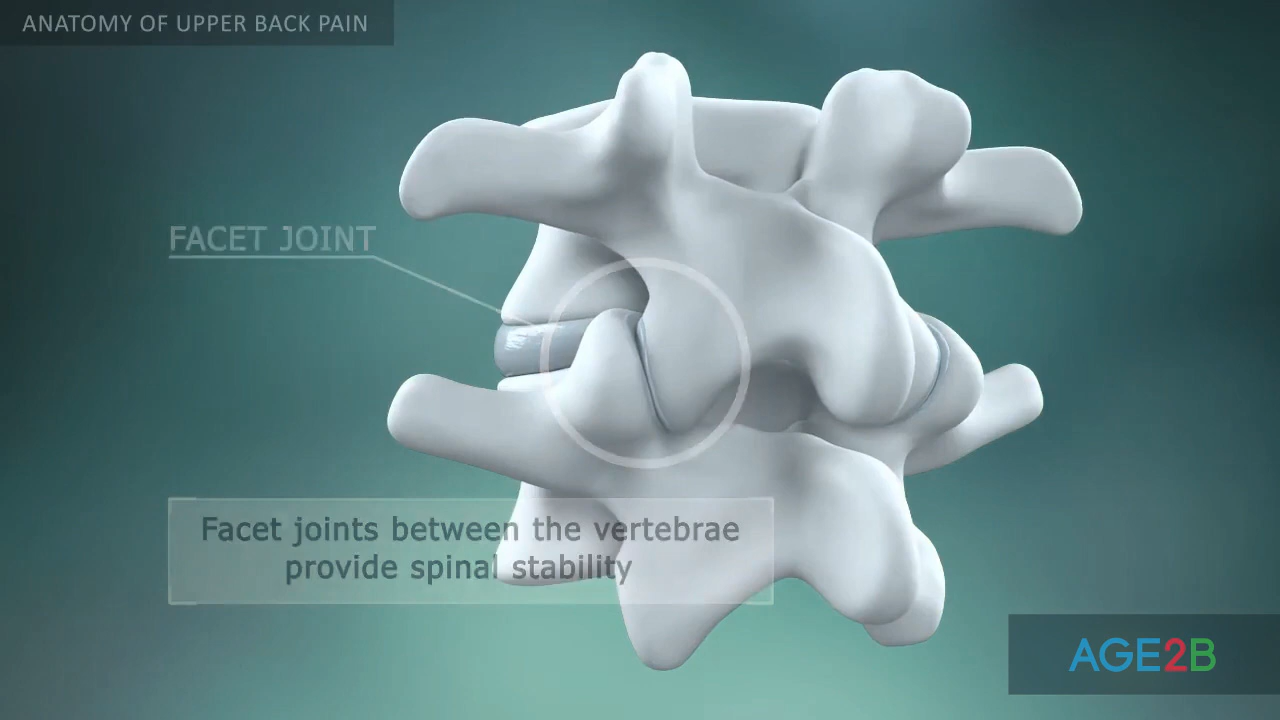 ANATOMY OF UPPER BACK PAIN
FACET JOINT
Facet joints between the vertebrae
provide spinal stability
AGE2B